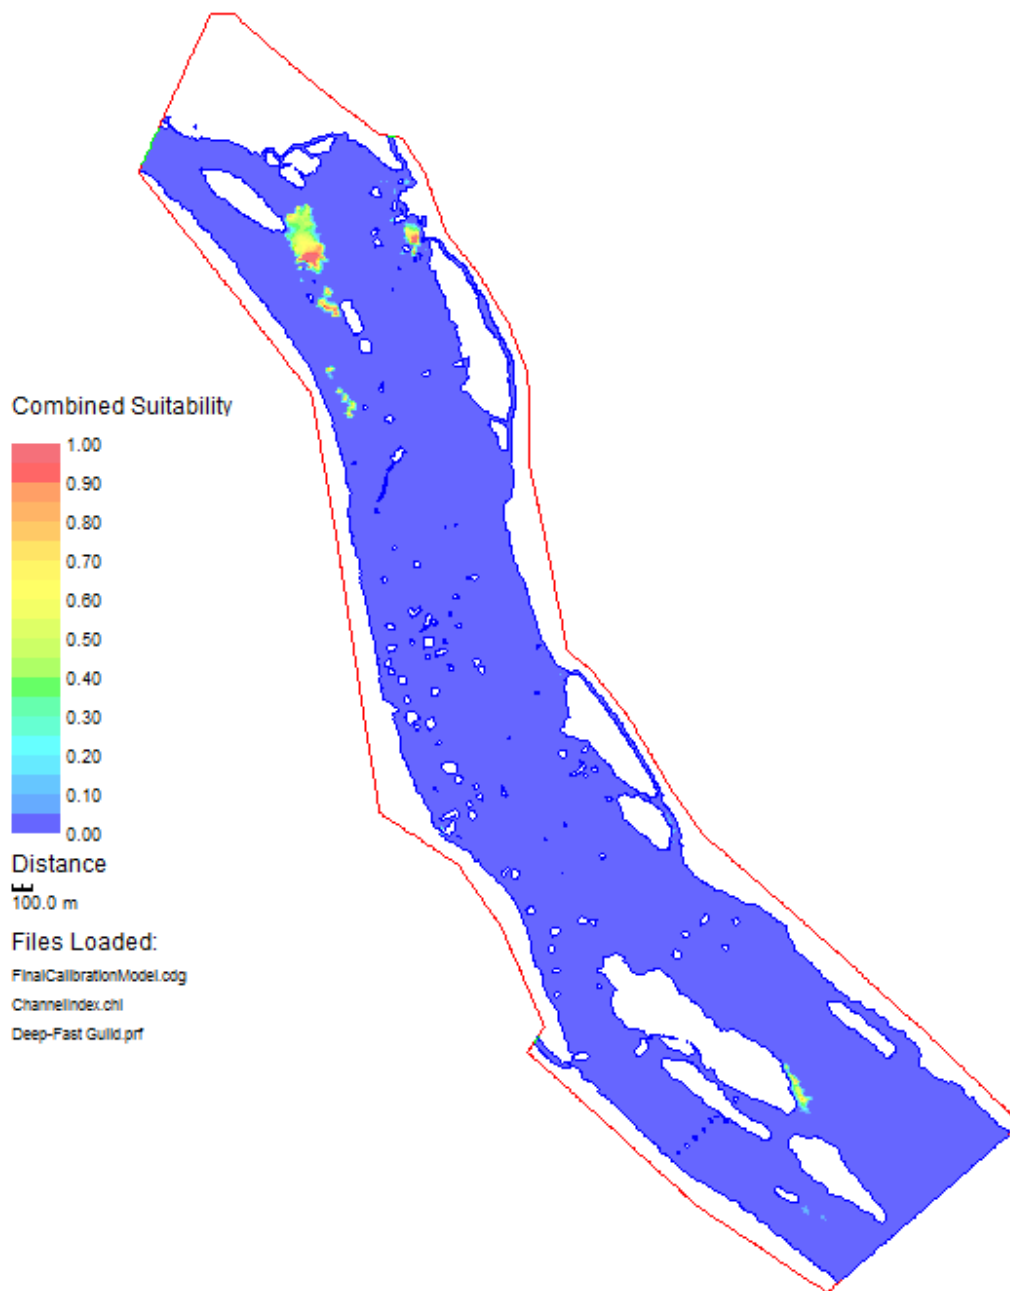 Combined Suitability
1.00
0.90
0.80
0.70
0.60
0.50
0.40
0.30
0.20
0.10
0.00
Distance
100.0 m
Files Loaded:
FinalCalibrationModel.cdg
ChannelIndex.chi
Deep-Fast Guild.prf